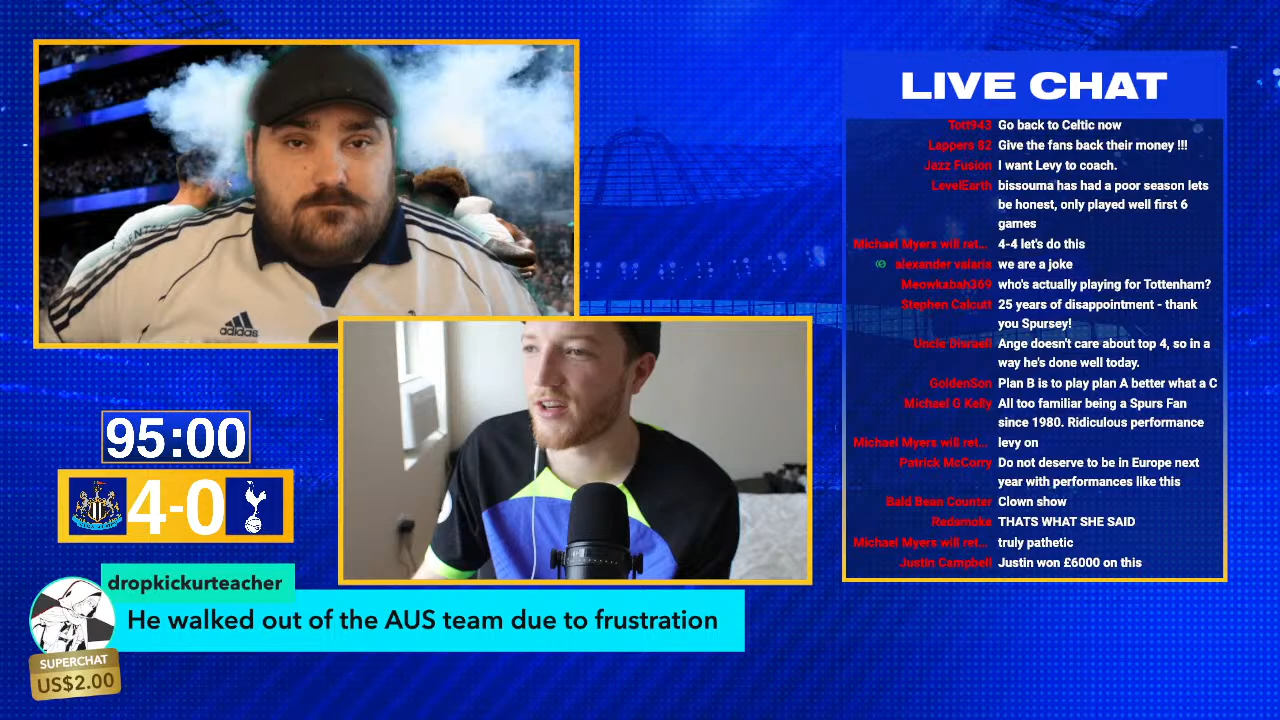 LIVE CHAT
Tott943 Go back to Celtic now
Lappers 82 Give the fans back their money !!!
Jazz Fusion I want Levy to coach.
LevelEarth bissouma has had a poor season lets
be honest, only played well first 6
games
Michael Myers will ret... 4-4 let's do this
alexander valaris we are a joke
Meowkabah369 who's actually playing for Tottenham?
Stephen Calcutt 25 years of disappointment - thank
you Spursey!
Uncle Disraeli Ange doesn't care about top 4, so in a
way he's done well today.
GoldenSon Plan B is to play plan A better what a C
Michael G Kelly All too familiar being a Spurs Fan
since 1980. Ridiculous performance
Michael Myers will ret... levy on
Patrick McCorry Do not deserve to be in Europe next
year with performances like this
Bald Bean Counter Clown show
Redsmoke THATS WHAT SHE SAID
Michael Myers will ret... truly pathetic
Justin Campbell Justin won £6000 on this
adidas
95:00
4-0
dropkickurteacher
He walked out of the AUS team due to frustration
SUPERCHAT
US$2.00